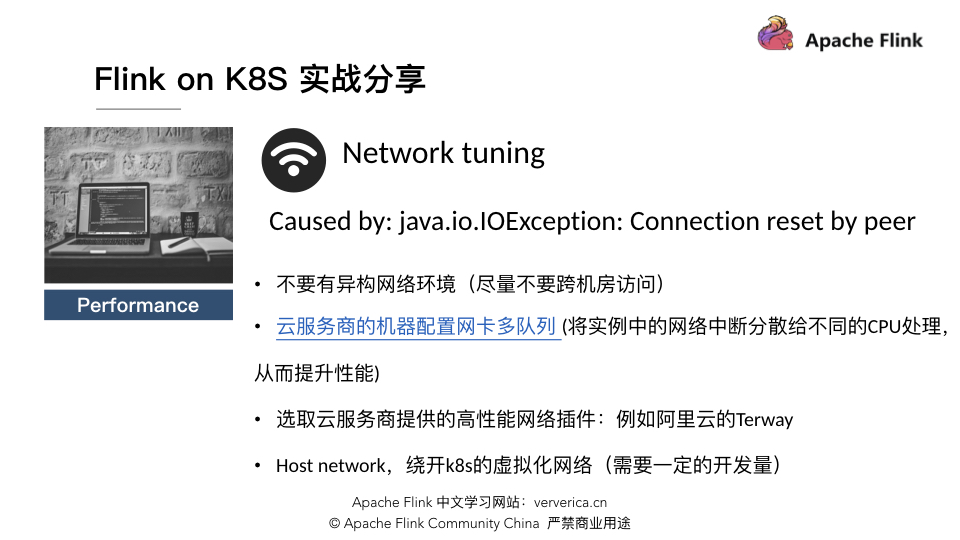 Apache Flink
Flink on K8S 实战分享
Network tuning
Caused by: java.io.IOException: Connection reset by peer
Performance
• 不要有异构网络环境（尽量不要跨机房访问）
• 云服务商的机器配置网卡多队列 (将实例中的网络中断分散给不同的CPU处理，
从而提升性能)
• 选取云服务商提供的高性能网络插件：例如阿里云的Terway
• Host network，绕开k8s的虚拟化网络（需要一定的开发量）
Apache Flink 中文学习网站：ververica.cn
© Apache Flink Community China 严禁商业用途